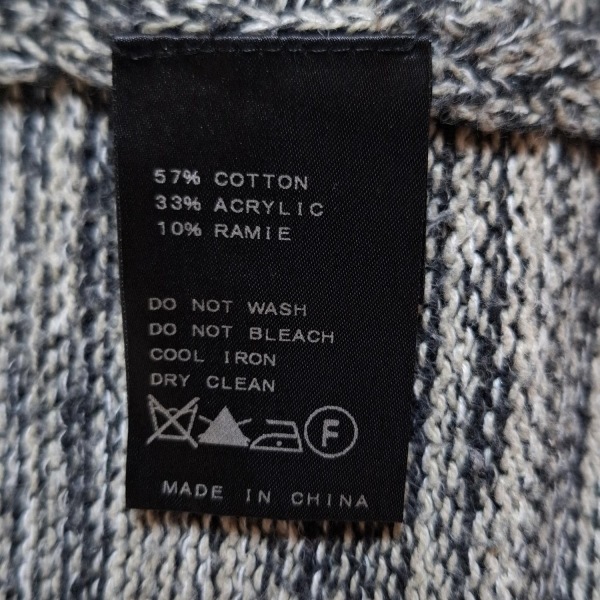 57% COTTON
33% ACRYLIC
10% RAMIE
DO NOT WASH
DO NOT BLEACH
COOL IRON
DRY CLEAN
F
MADE IN CHINA